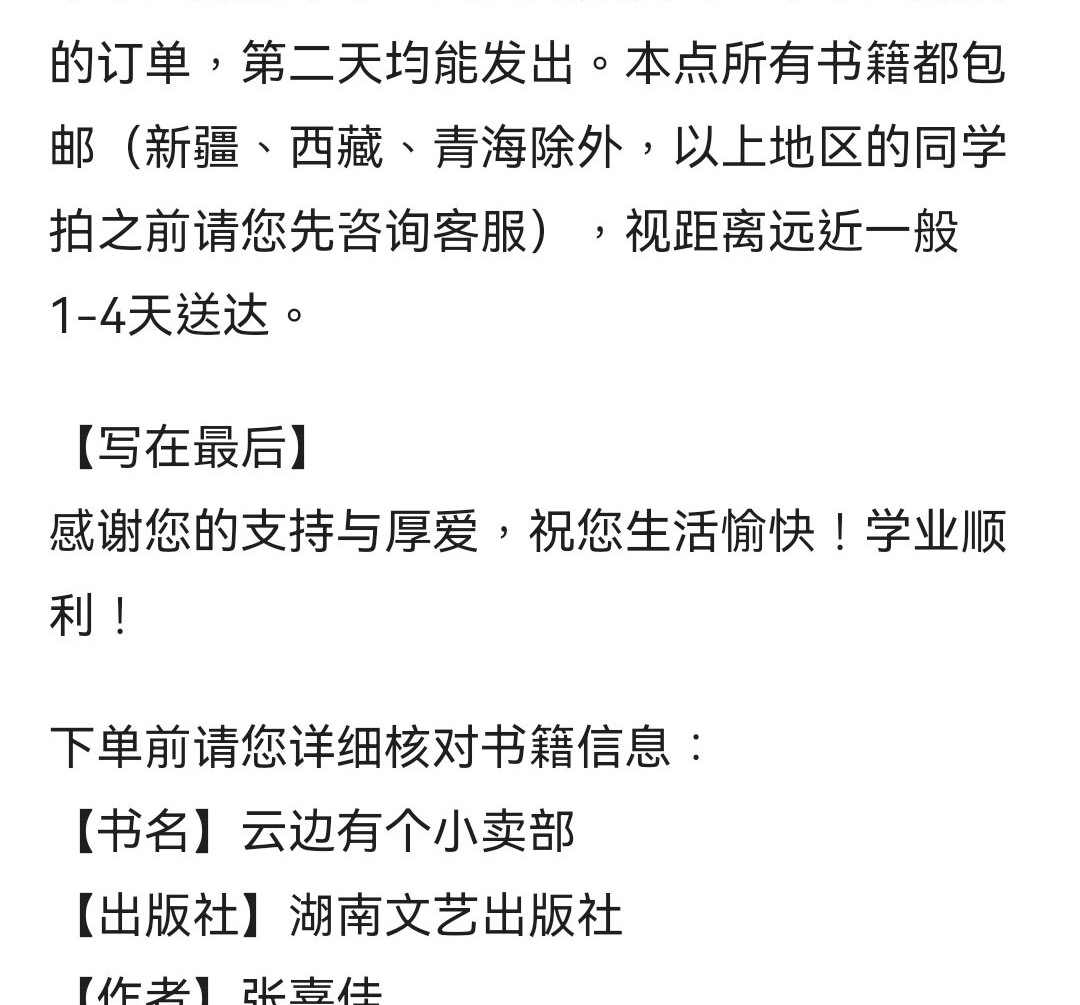 的订单，第二天均能发出。本点所有书籍都包
邮（新疆、西藏、青海除外，以上地区的同学
拍之前请您先咨询客服），视距离远近一般
1-4天送达。
【写在最后】
感谢您的支持与厚爱，祝您生活愉快！学业顺
利！
下单前请您详细核对书籍信息：
【书名】云边有个小卖部
【出版社】湖南文艺出版社
【作者】张嘉佳